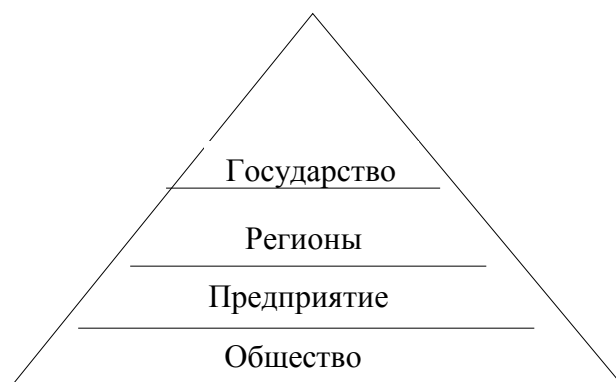 Государство
Регионы
Предприятие
Общество